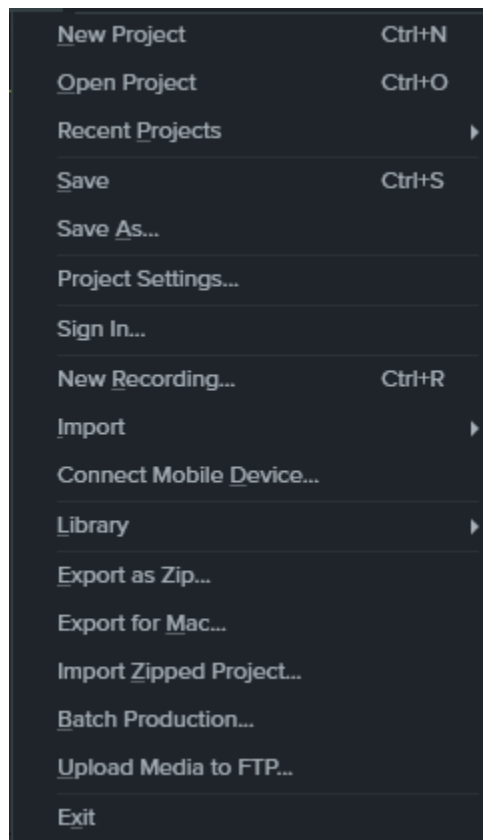 New Project Ctrl+N
Open Project Ctrl+O
Recent Projects
Save Ctrl+S
Save As...
Project Settings...
Sign In...
New Recording... Ctrl+R
Import
Connect Mobile Device...
Library
Export as Zip...
Export for Mac...
Import Zipped Project...
Batch Production...
Upload Media to FTP...
Exit